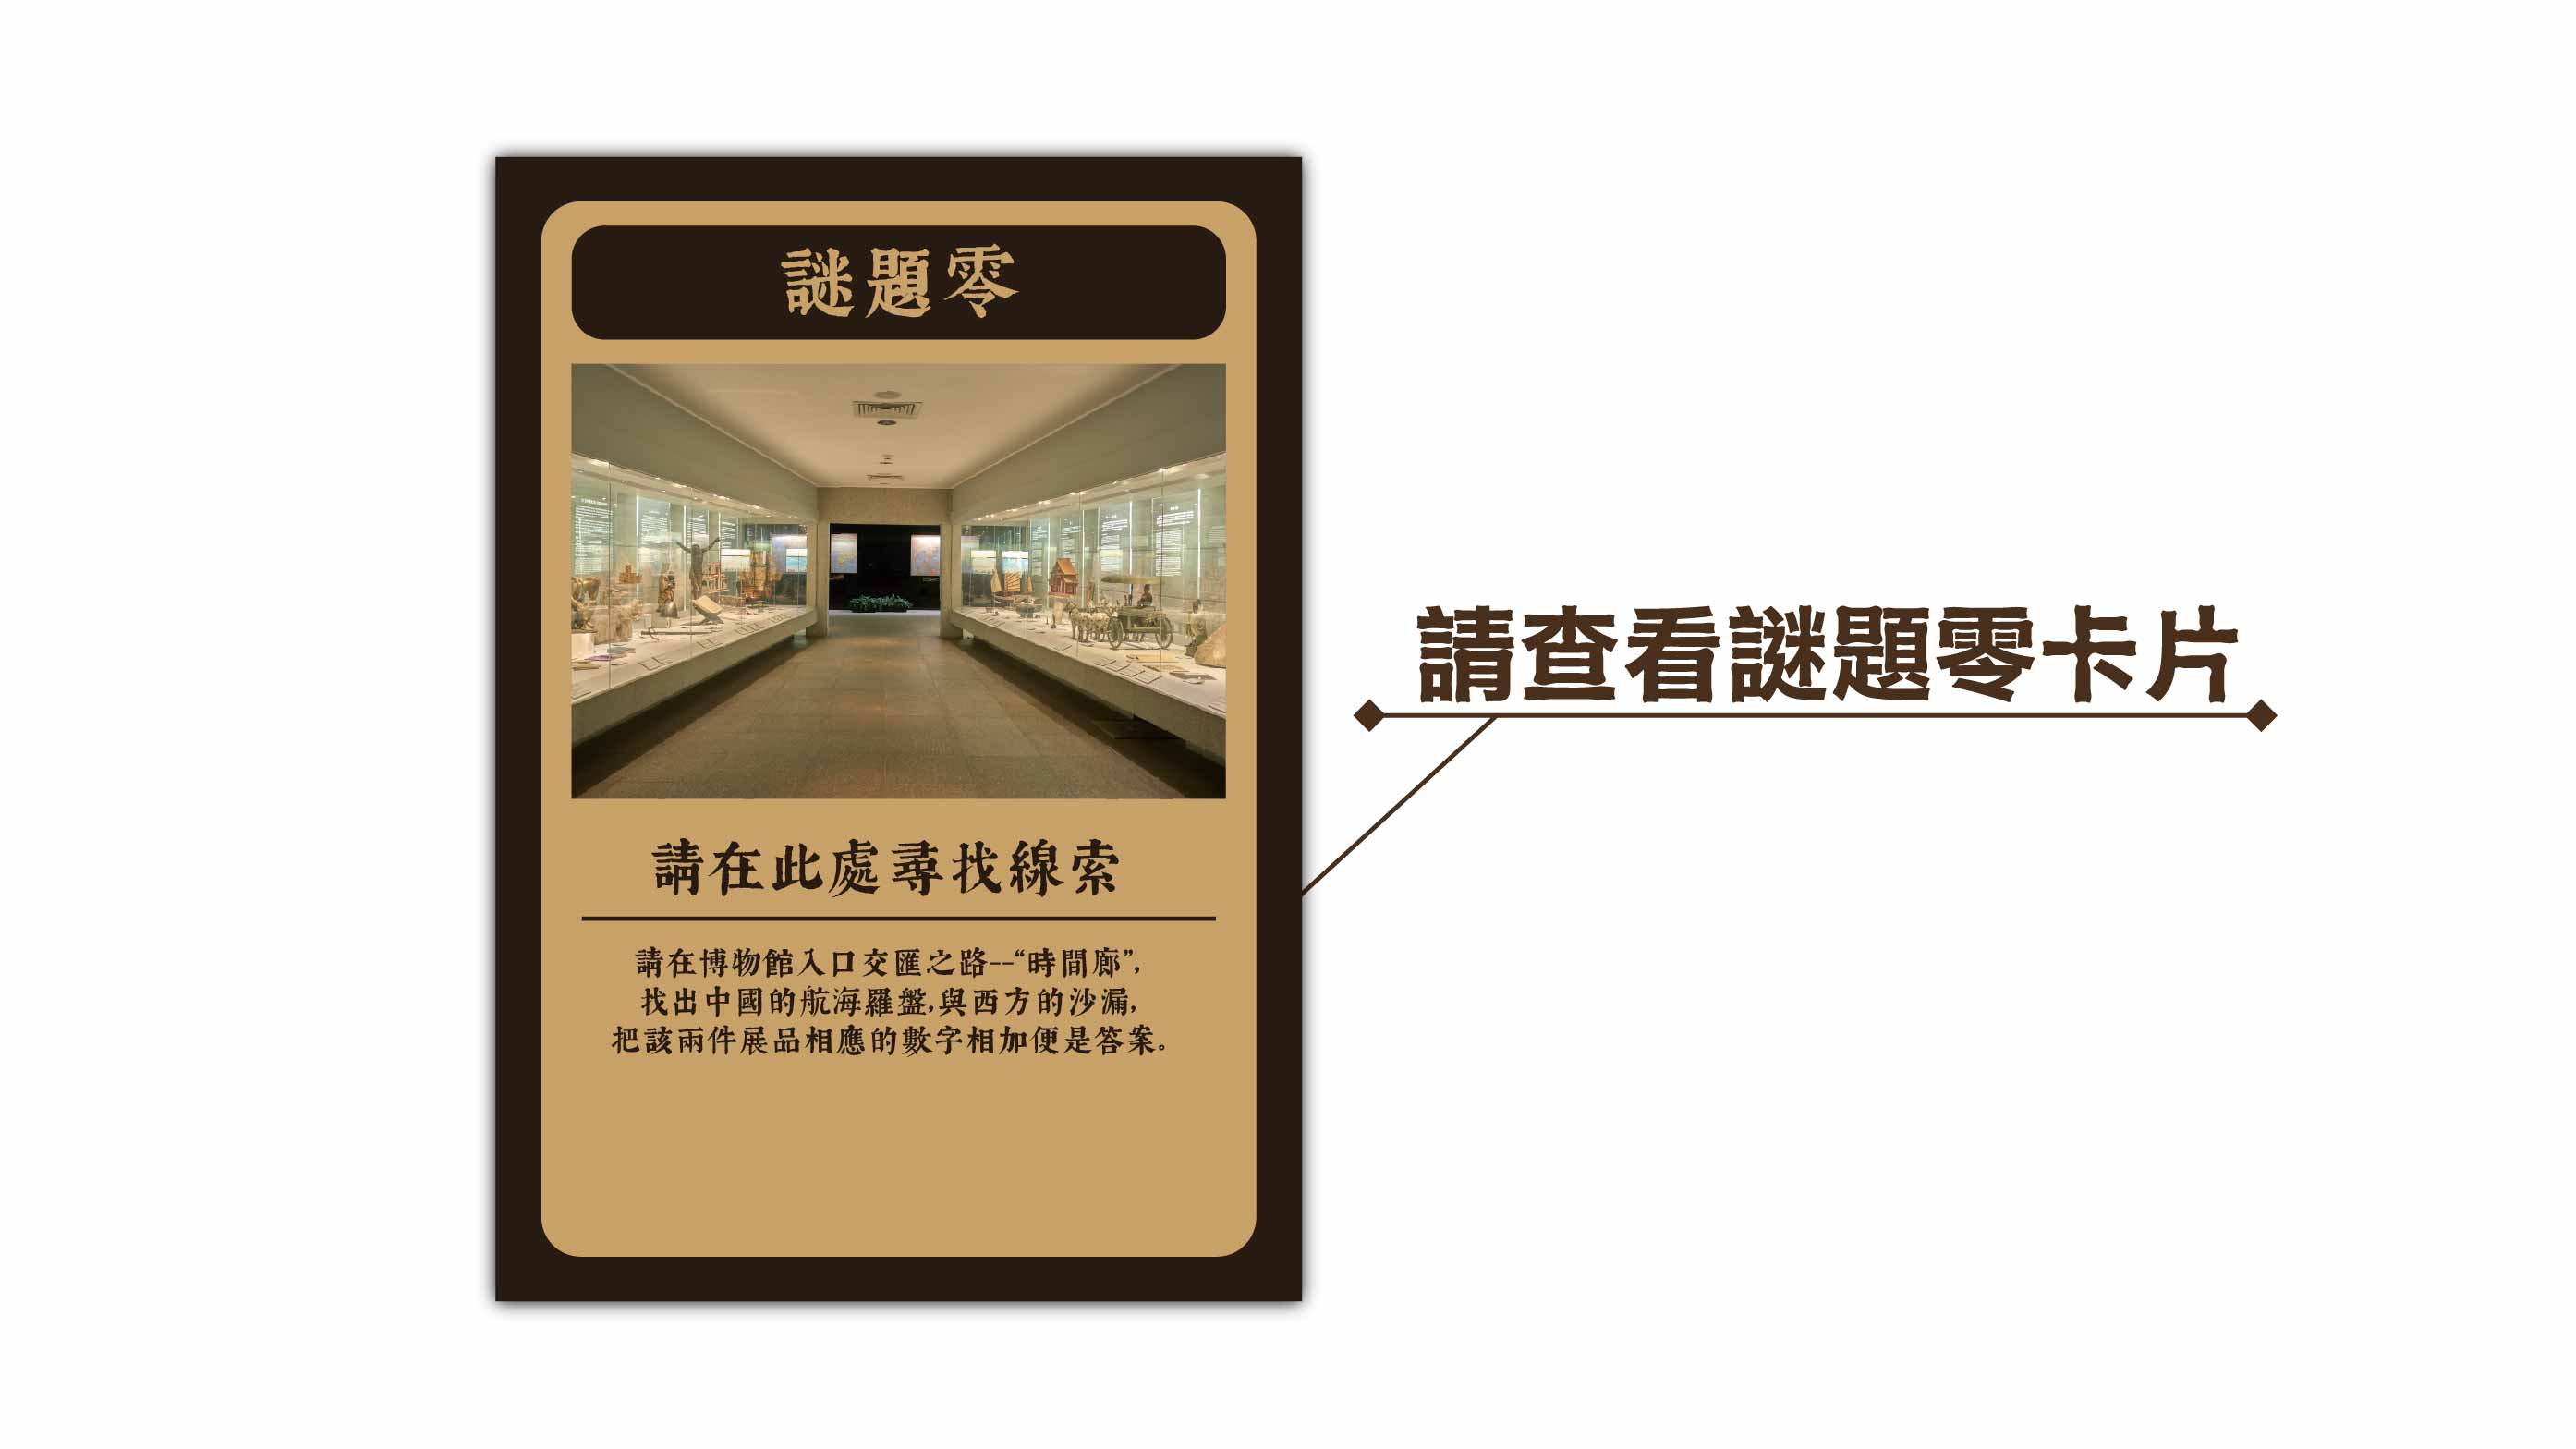 謎題零
請在此處尋找線索
請在博物館入口交匯之路--“時間廊”,
找出中國的航海羅盤,與西方的沙漏,
把該兩件展品相應的數字相加便是答案。
請查看謎題零卡片